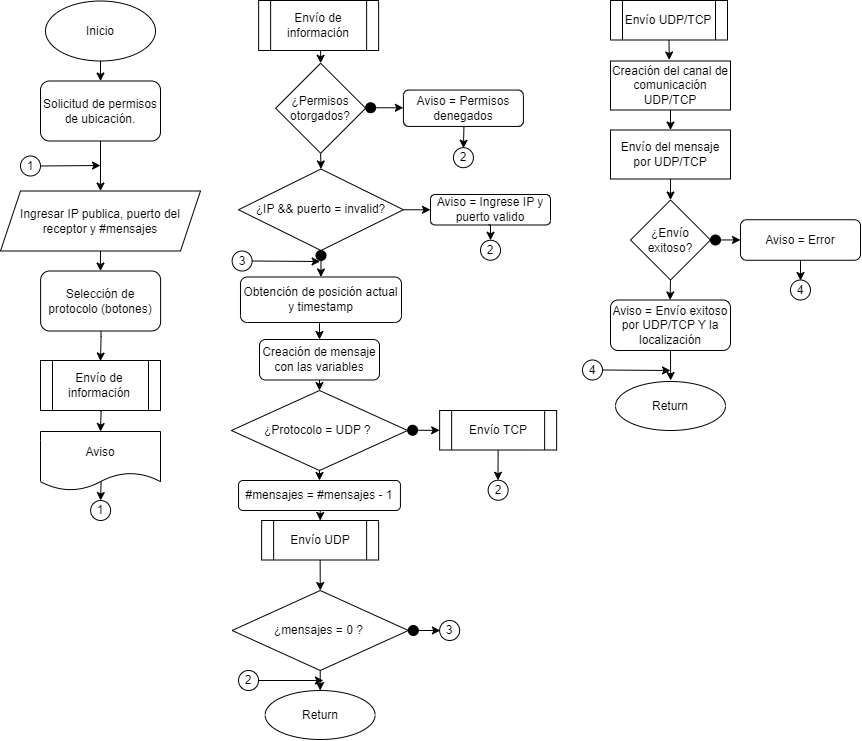 Inicio
Solicitud de permisos
de ubicación.
1
Ingresar IP publica, puerto del
receptor y #mensajes
Selección de
protocolo (botones)
Envío de
información
Aviso
1
Envío de
información
¿Permisos
otorgados?
Aviso = Permisos
denegados
2
¿IP && puerto = invalid?
Aviso = Ingrese IP y
puerto valido
2
3
Obtención de posición actual
y timestamp
Creación de mensaje
con las variables
¿Protocolo = UDP ?
Envío TCP
2
#mensajes = #mensajes - 1
Envío UDP
¿mensajes = 0 ?
3
2
Return
Envío UDP/TCP
Creación del canal de
comunicación
UDP/TCP
Envío del mensaje
por UDP/TCP
¿Envío
exitoso?
Aviso = Error
4
Aviso = Envío exitoso
por UDP/TCP Y la
localización
4
Return